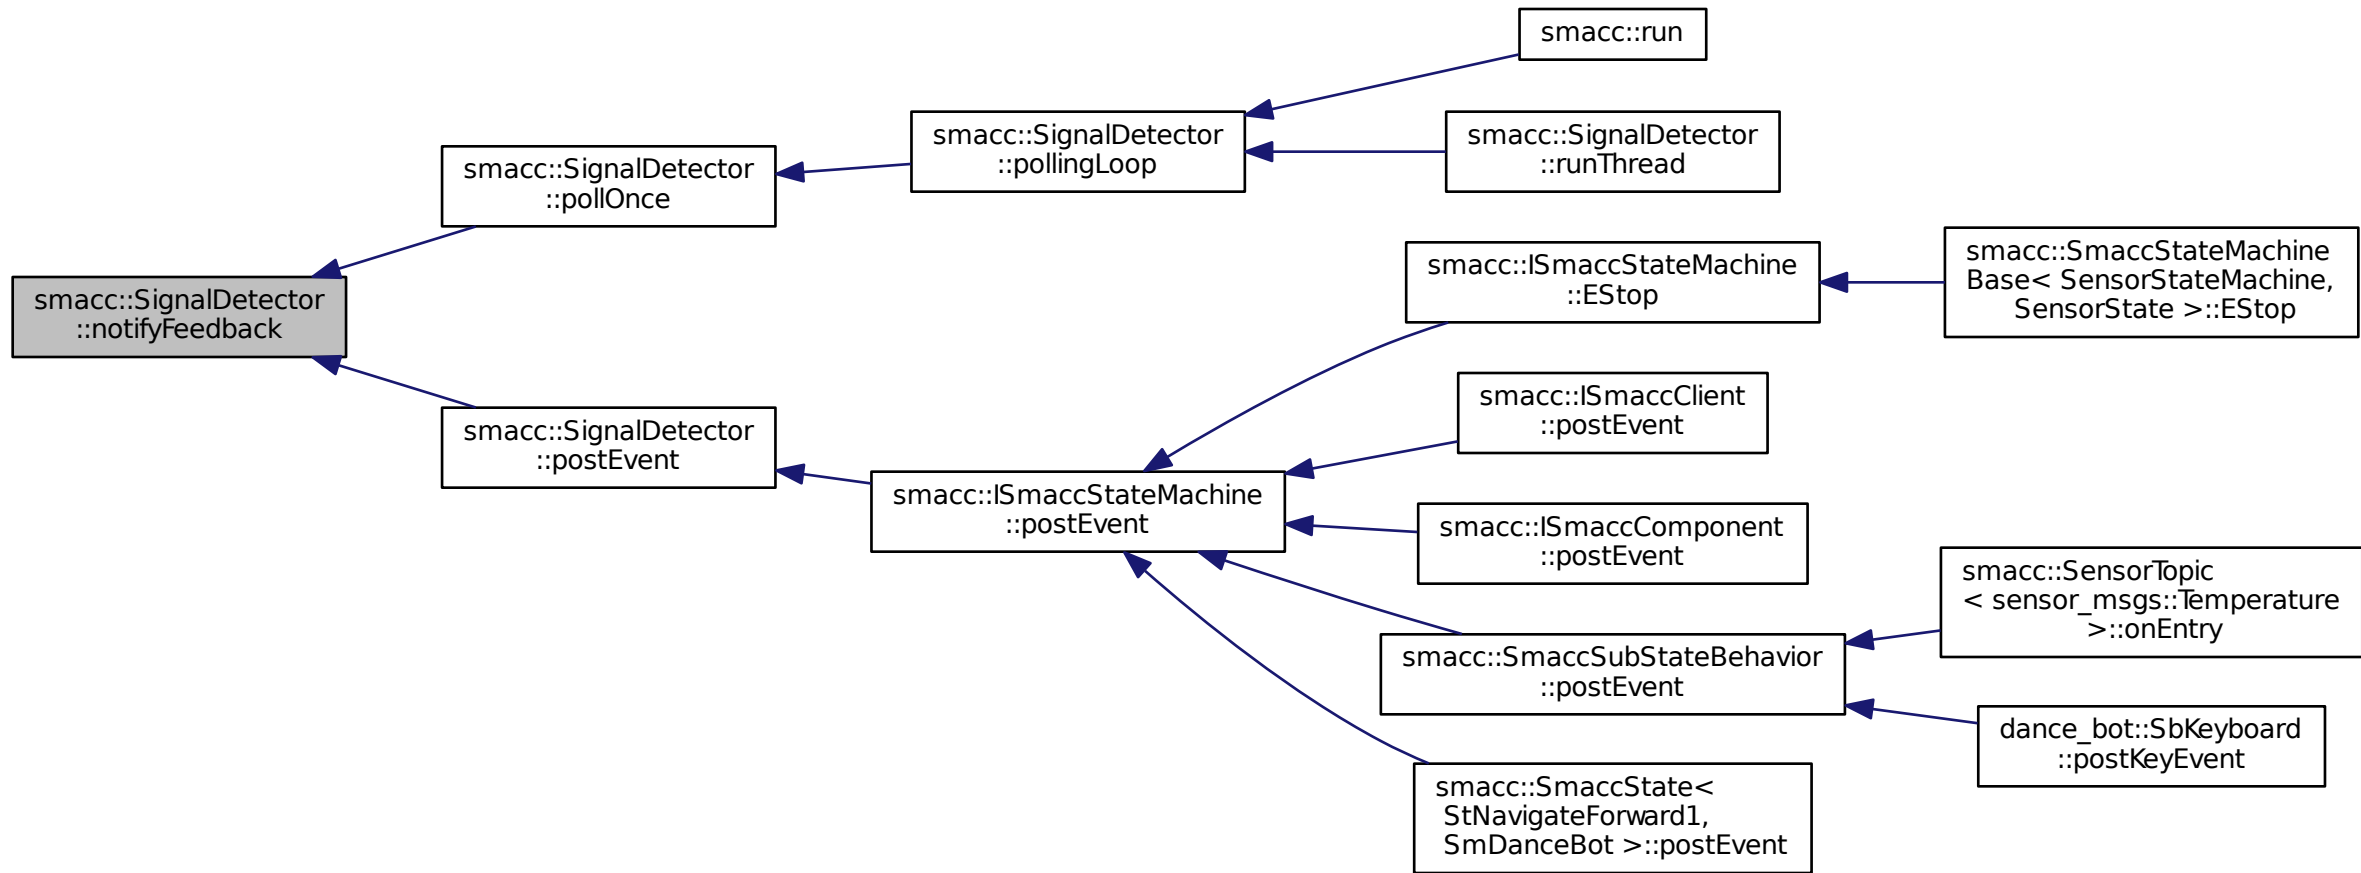 smacc::run
smacc::SignalDetector
::pollingLoop
smacc::SignalDetector
::runThread
smacc::SignalDetector
::pollOnce
smacc::SignalDetector
::notifyFeedback
smacc::ISmaccStateMachine
::EStop
smacc::SmaccStateMachine
Base< SensorStateMachine,
SensorState >::EStop
smacc::ISmaccClient
::postEvent
smacc::SignalDetector
::postEvent
smacc::ISmaccStateMachine
::postEvent
smacc::ISmaccComponent
::postEvent
smacc::SensorTopic
< sensor_msgs::Temperature
>::onEntry
smacc::SmaccSubStateBehavior
::postEvent
dance_bot::SbKeyboard
::postKeyEvent
smacc::SmaccState<
StNavigateForward1,
SmDanceBot >::postEvent